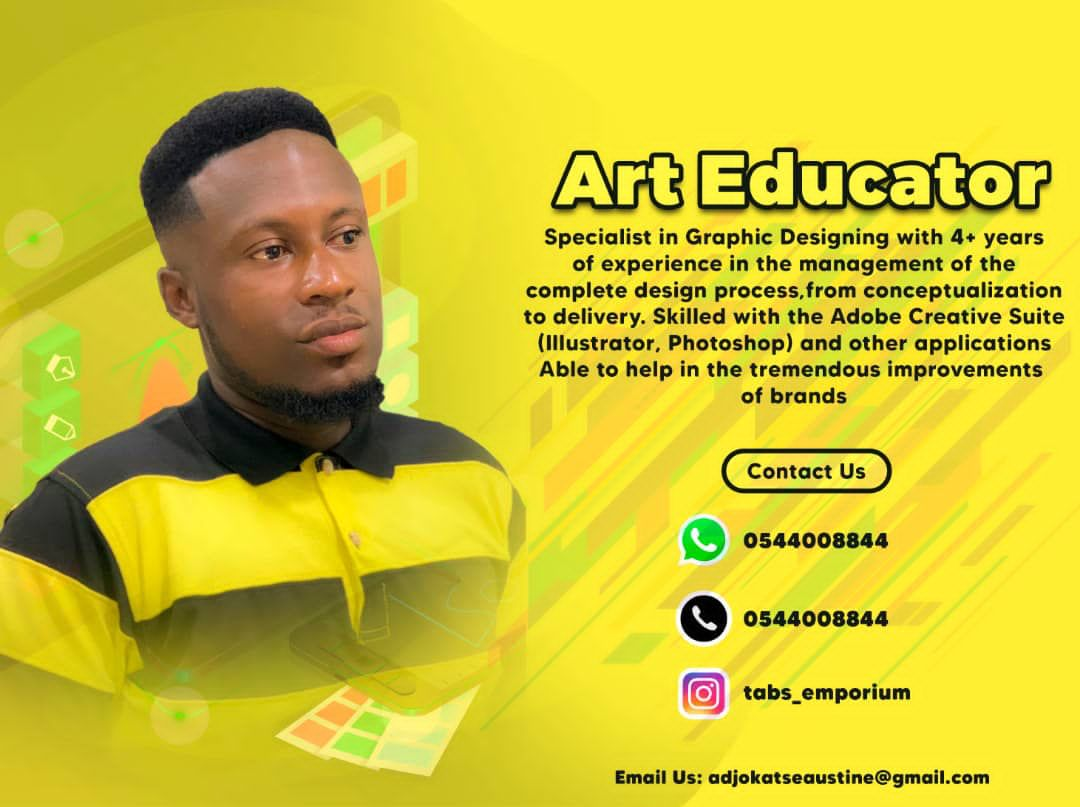 Art Educator
Specialist in Graphic Designing with 4+ years
of experience in the management of the
complete design process,from conceptualization
to delivery. Skilled with the Adobe Creative Suite
(Illustrator, Photoshop) and other applications
Able to help in the tremendous improvements
of brands
Contact Us
0544008844
0544008844
tabs_emporium
Email Us: adjokatseaustine@gmail.com